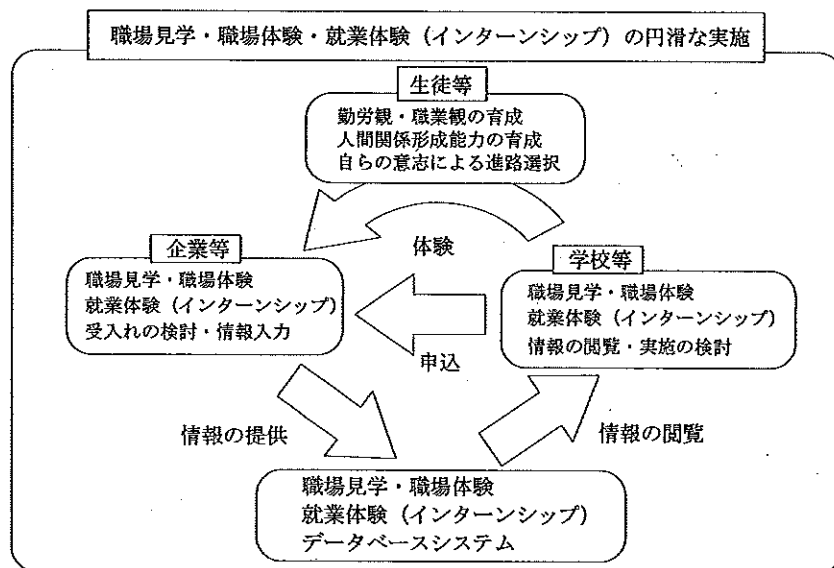 職場見学・職場体験・就業体験（インターンシップ）の円滑な実施
生徒等
勤労観・職業観の育成
人間関係形成能力の育成
自らの意志による進路選択
体験
企業等
職場見学・職場体験
就業体験（インターンシップ）
受入れの検討・情報入力
学校等
職場見学・職場体験
就業体験（インターンシップ）
情報の閲覧・実施の検討
申込
情報の提供
情報の閲覧
職場見学・職場体験
就業体験（インターンシップ）
データベースシステム